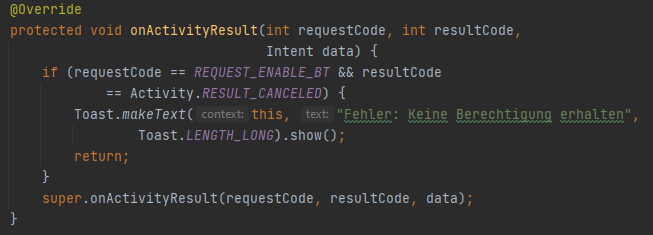 @Override
protected void onActivityResult(int requestCode, int resultCode,
Intent data) {
if (requestCode == REQUEST_ENABLE_BT && resultCode
== Activity.RESULT_CANCELED) {
Toast.makeText( context: this, text: "Fehler: Keine Berechtigung erhalten",
Toast.LENGTH_LONG).show();
return;
}
super.onActivityResult(requestCode, resultCode, data);
}